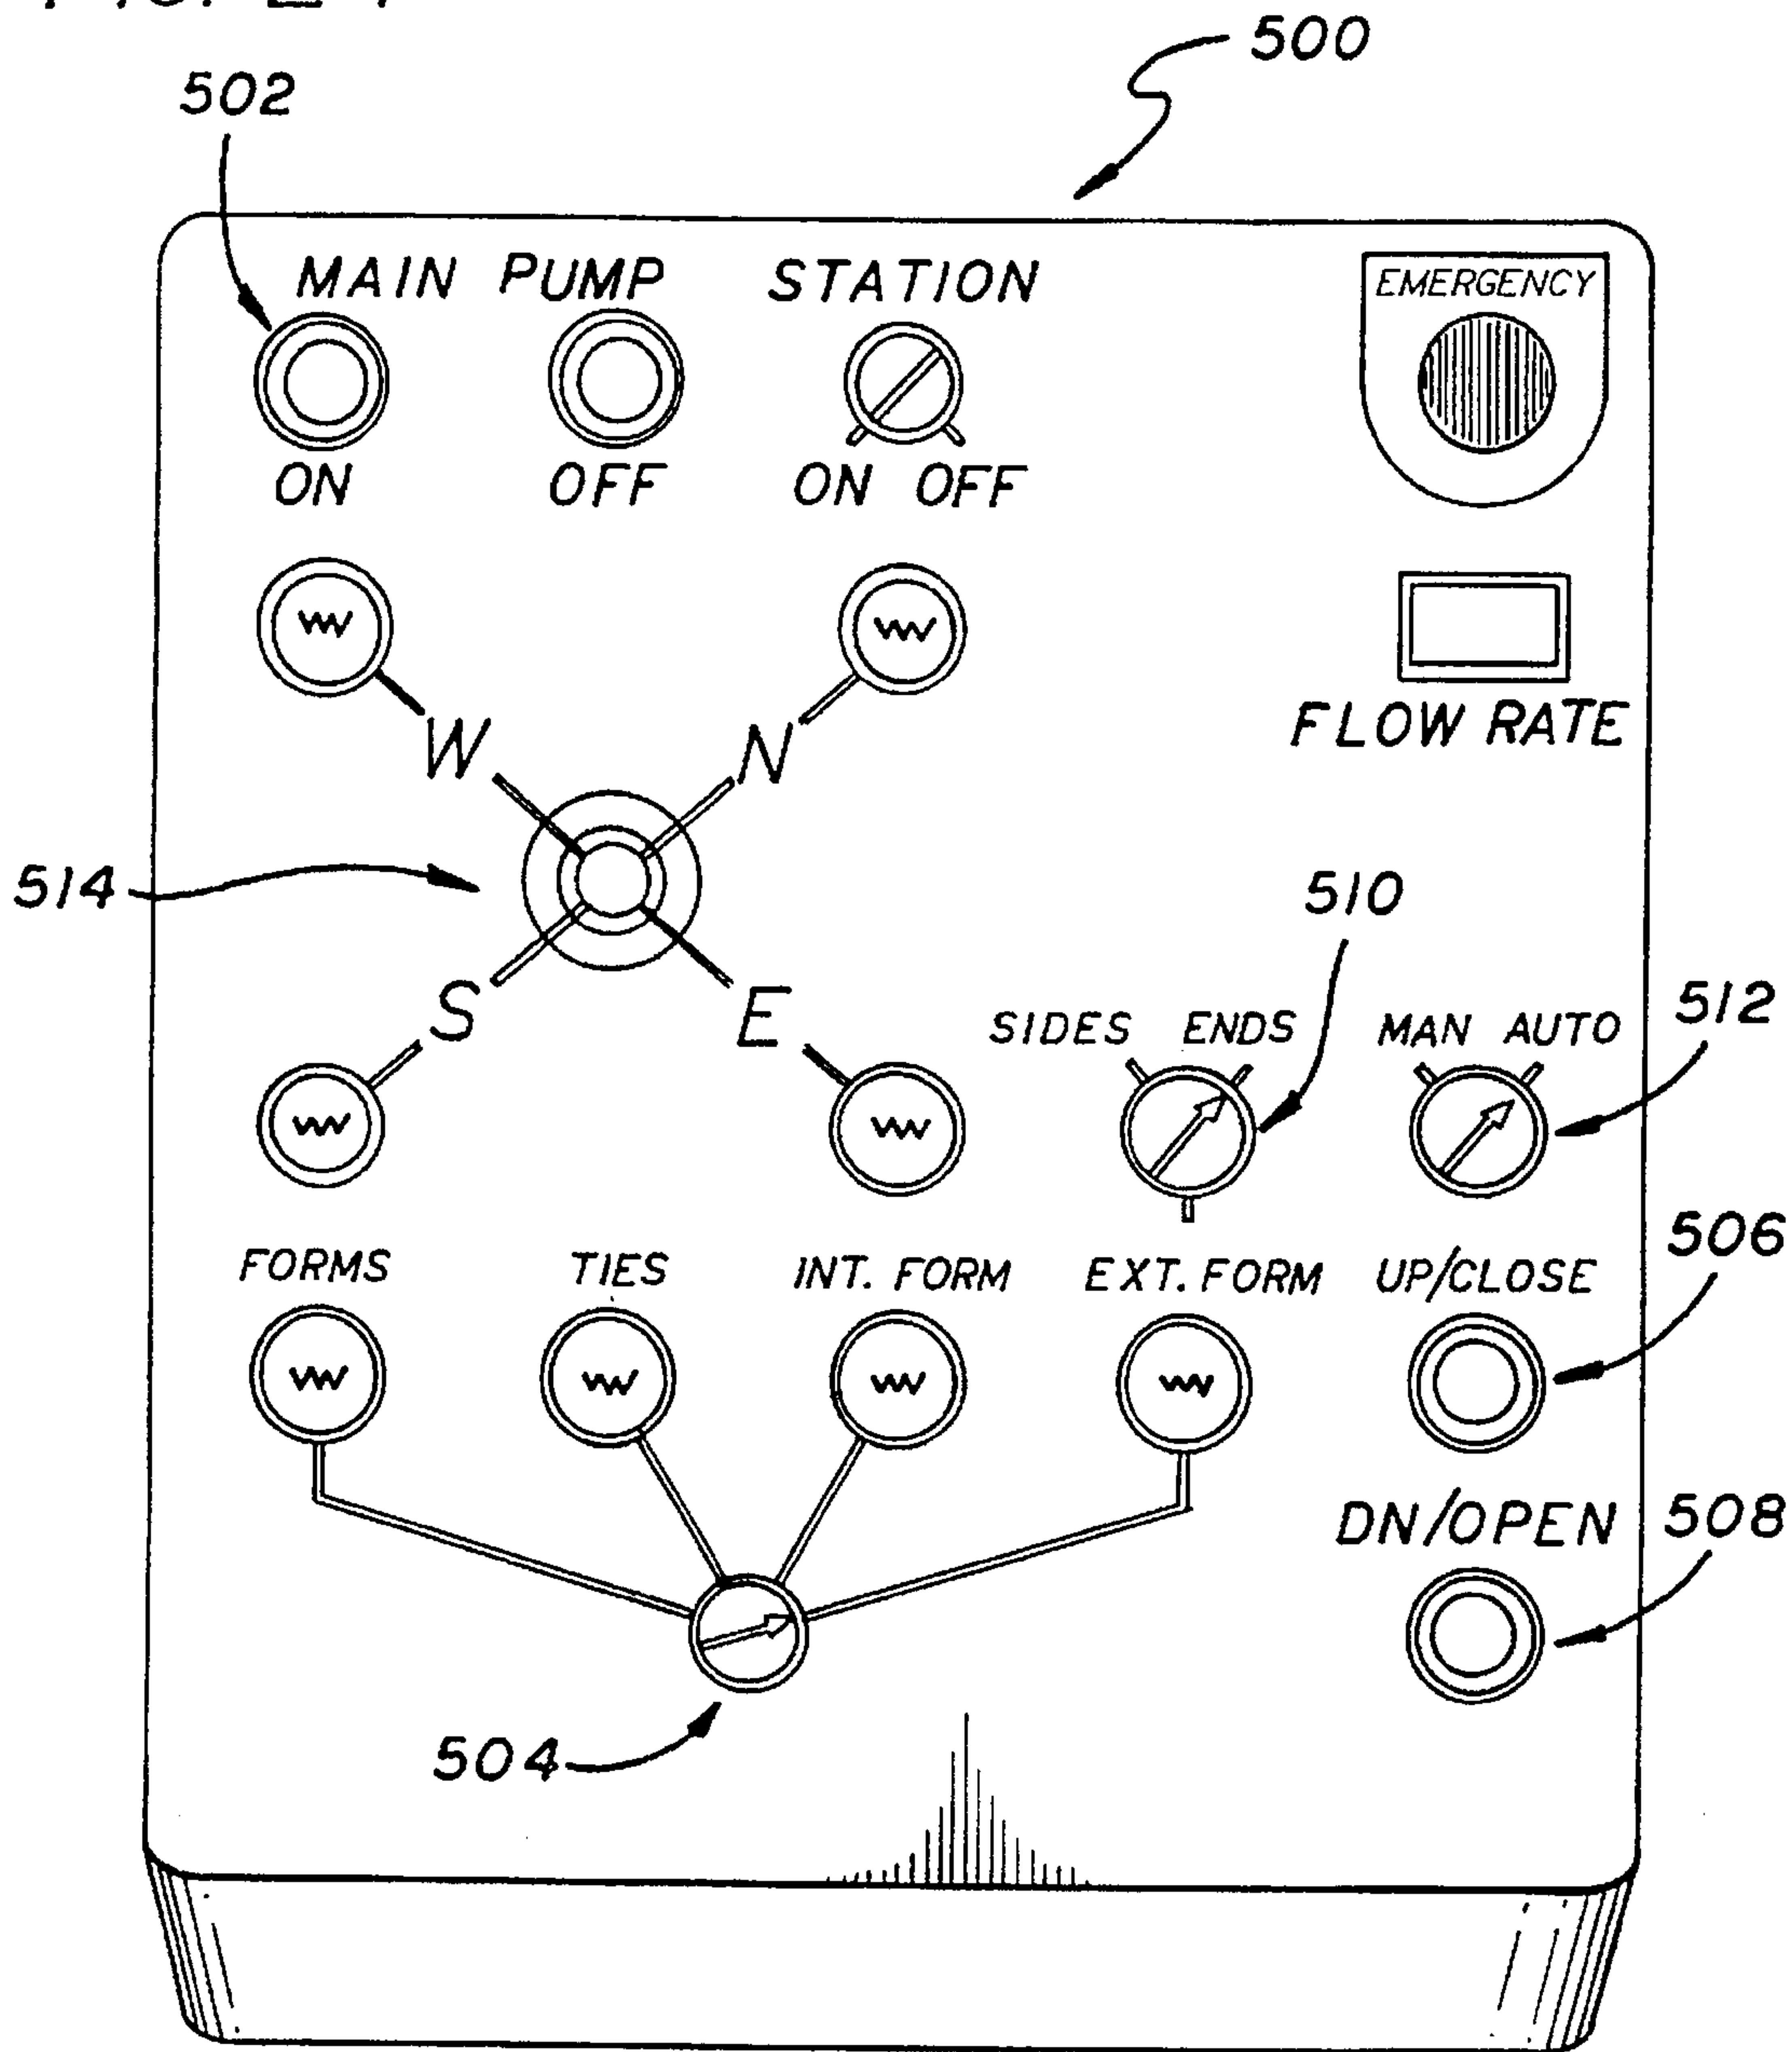 500
502
MAIN PUMP STATION
EMERGENCY
ON OFF ON OFF
W N
FLOW RATE
514
510
S E
512
SIDES ENDS MAN AUTO
506
FORMS TIES INT. FORM EXT. FORM UP/CLOSE
DN/OPEN 508
504